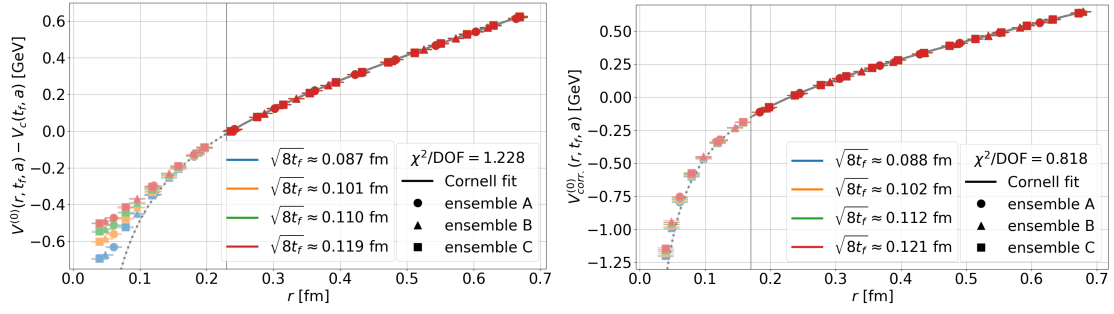 0.6
0.4
0.2
0.0
−0.2
−0.4
−0.6
V^{(0)}(r, t_f, a) − V_c(t_f, a) [GeV]
√8t_f ≈ 0.087 fm
√8t_f ≈ 0.101 fm
√8t_f ≈ 0.110 fm
√8t_f ≈ 0.119 fm
χ²/DOF = 1.228
Cornell fit
ensemble A
ensemble B
ensemble C
0.0 0.1 0.2 0.3 0.4 0.5 0.6 0.7
r [fm]
0.50
0.25
0.00
−0.25
−0.50
−0.75
−1.00
−1.25
V^{(0)}_{corr.}(r, t_f, a) [GeV]
√8t_f ≈ 0.088 fm
√8t_f ≈ 0.102 fm
√8t_f ≈ 0.112 fm
√8t_f ≈ 0.121 fm
χ²/DOF = 0.818
Cornell fit
ensemble A
ensemble B
ensemble C
0.0 0.1 0.2 0.3 0.4 0.5 0.6 0.7
r [fm]